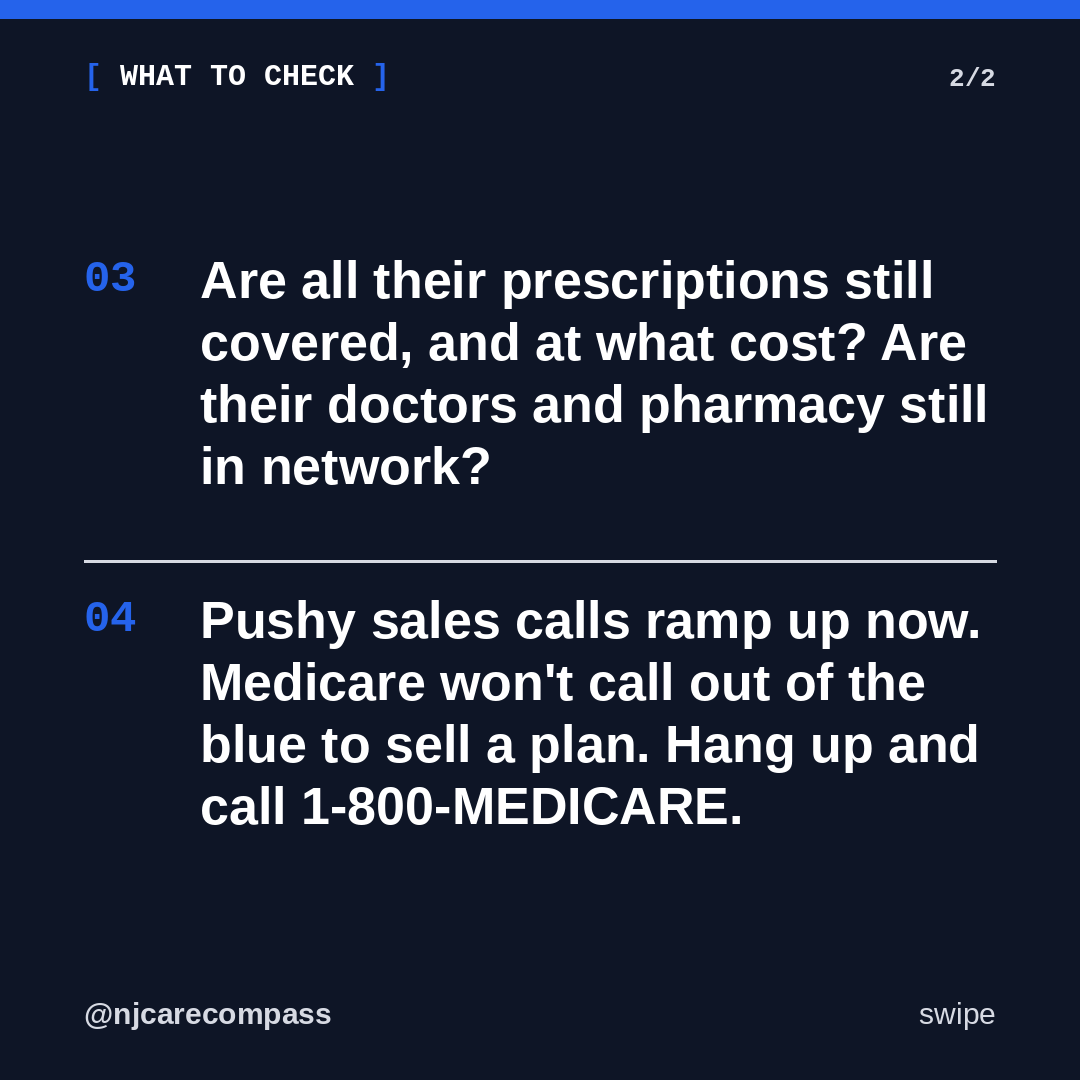 [ WHAT TO CHECK ]
2/2
03
Are all their prescriptions still
covered, and at what cost? Are
their doctors and pharmacy still
in network?
04
Pushy sales calls ramp up now.
Medicare won't call out of the
blue to sell a plan. Hang up and
call 1-800-MEDICARE.
@njcarecompass
swipe